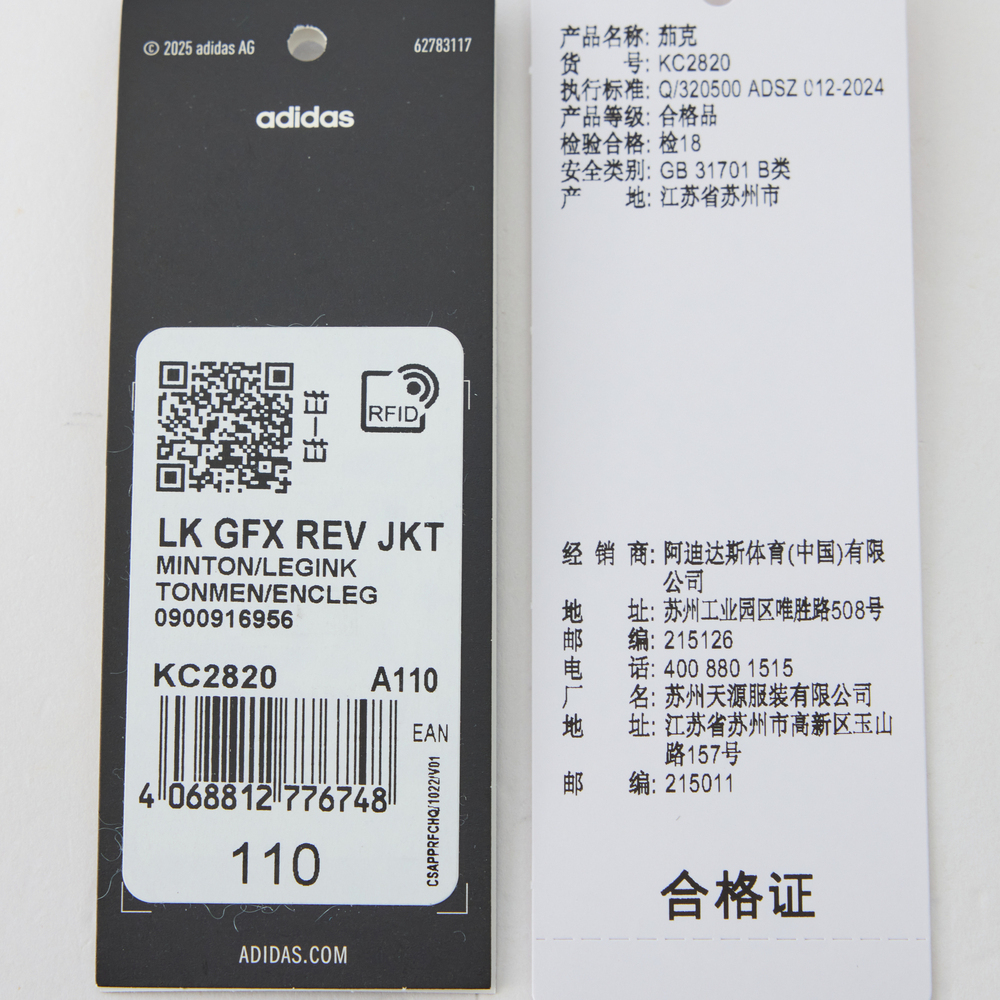 © 2025 adidas AG
62783117
adidas
扫一扫
RFID
LK GFX REV JKT
MINTON/LEGINK
TONMEN/ENCLEG
0900916956
KC2820 A110
EAN
4 068812 776748
CSAPPRFCHQ/1022/V01
110
ADIDAS.COM
产品名称: 茄克
货 号: KC2820
执行标准: Q/320500 ADSZ 012-2024
产品等级: 合格品
检验合格: 检18
安全类别: GB 31701 B类
产 地: 江苏省苏州市
经 销 商: 阿迪达斯体育(中国)有限
公司
地 址: 苏州工业园区唯胜路508号
邮 编: 215126
电 话: 400 880 1515
厂 名: 苏州天源服装有限公司
地 址: 江苏省苏州市高新区玉山
路157号
邮 编: 215011
合格证